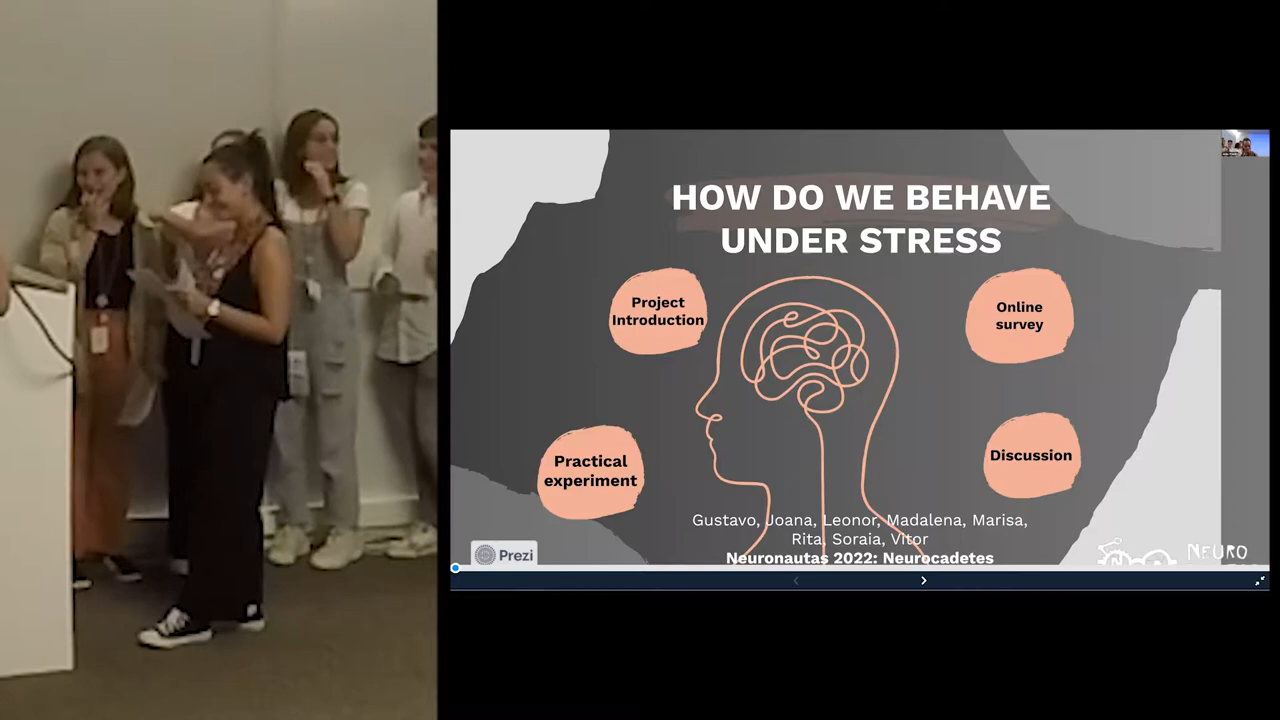 HOW DO WE BEHAVE
UNDER STRESS
Project
Introduction
Online
survey
Practical
experiment
Discussion
Gustavo, Joana, Leonor, Madalena, Marisa,
Rita, Soraia, Vitor
Neuronautas 2022: Neurocadetes
Prezi
NEURO